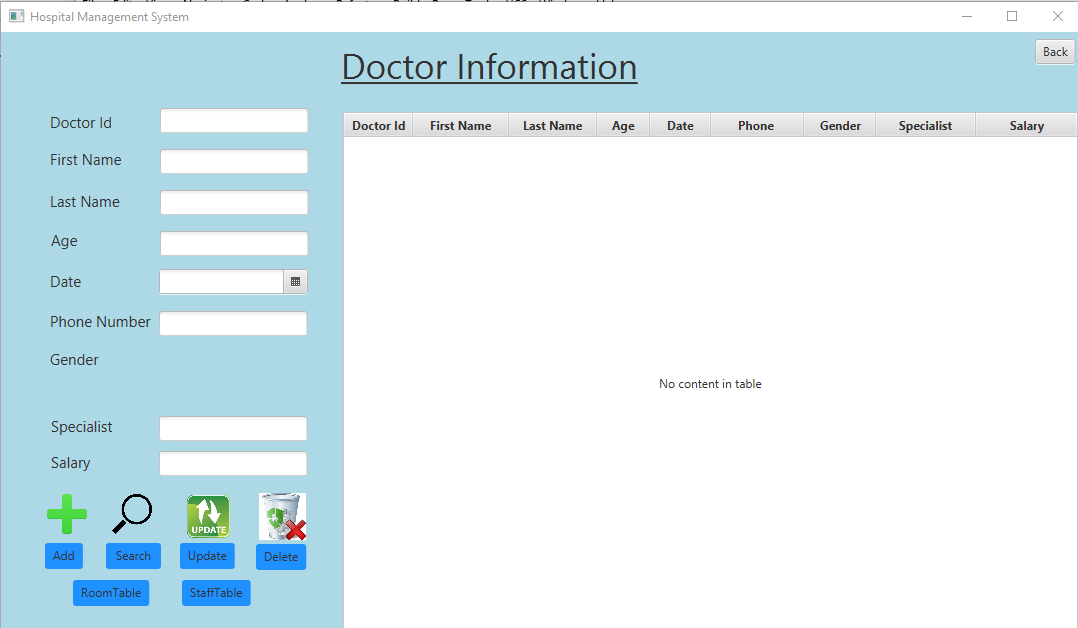 Hospital Management System
Back
Doctor Information
Doctor Id
First Name
Last Name
Age
Date
Phone Number
Gender
Specialist
Salary
Doctor Id First Name Last Name Age Date Phone Gender Specialist Salary
No content in table
UPDATE
Add Search Update Delete
RoomTable StaffTable